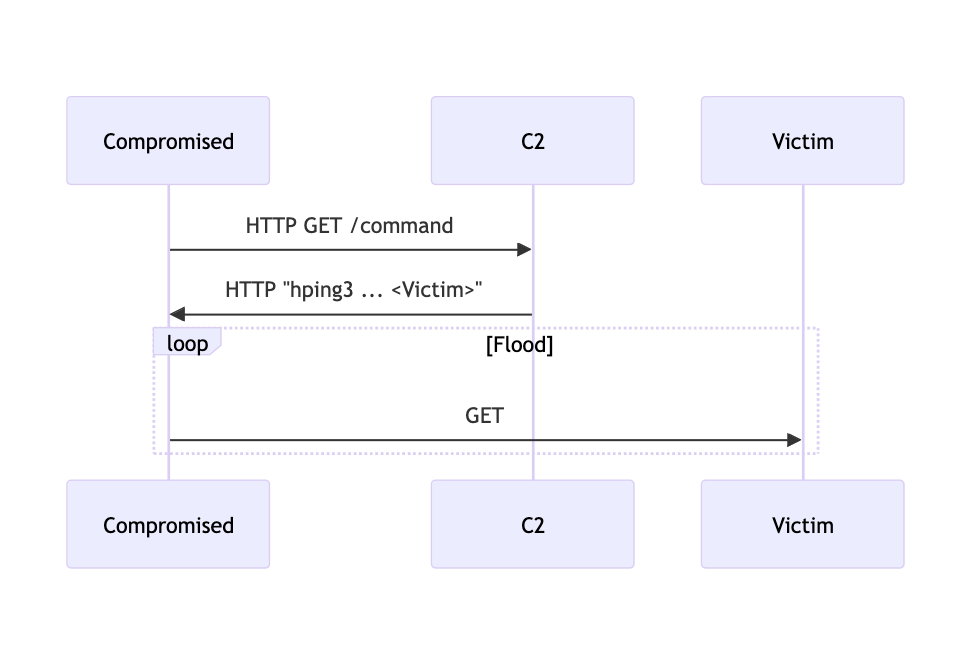 Compromised
C2
Victim
HTTP GET /command
HTTP "hping3 ... <Victim>"
loop
[Flood]
GET
Compromised
C2
Victim